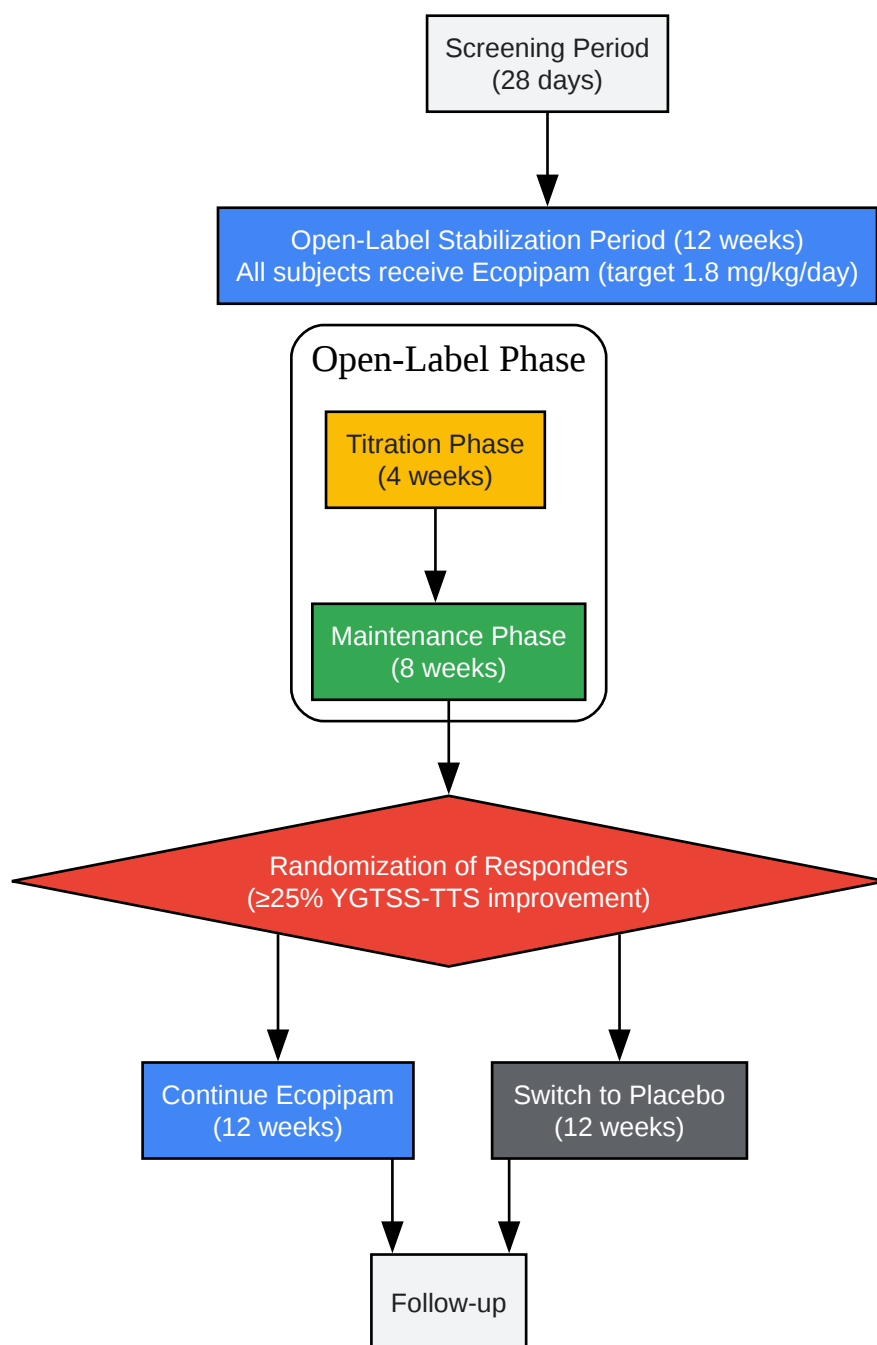 Screening Period
(28 days)
Open-Label Stabilization Period (12 weeks)
All subjects receive Ecopipam (target 1.8 mg/kg/day)
Open-Label Phase
Titration Phase
(4 weeks)
Maintenance Phase
(8 weeks)
Randomization of Responders
(≥25% YGTSS-TTS improvement)
Continue Ecopipam
(12 weeks)
Switch to Placebo
(12 weeks)
Follow-up